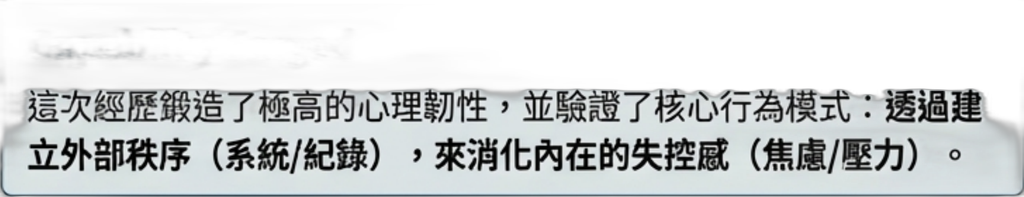 這次經歷鍛造了極高的心理韌性，並驗證了核心行為模式：透過建
立外部秩序（系統/紀錄），來消化內在的失控感（焦慮/壓力）。